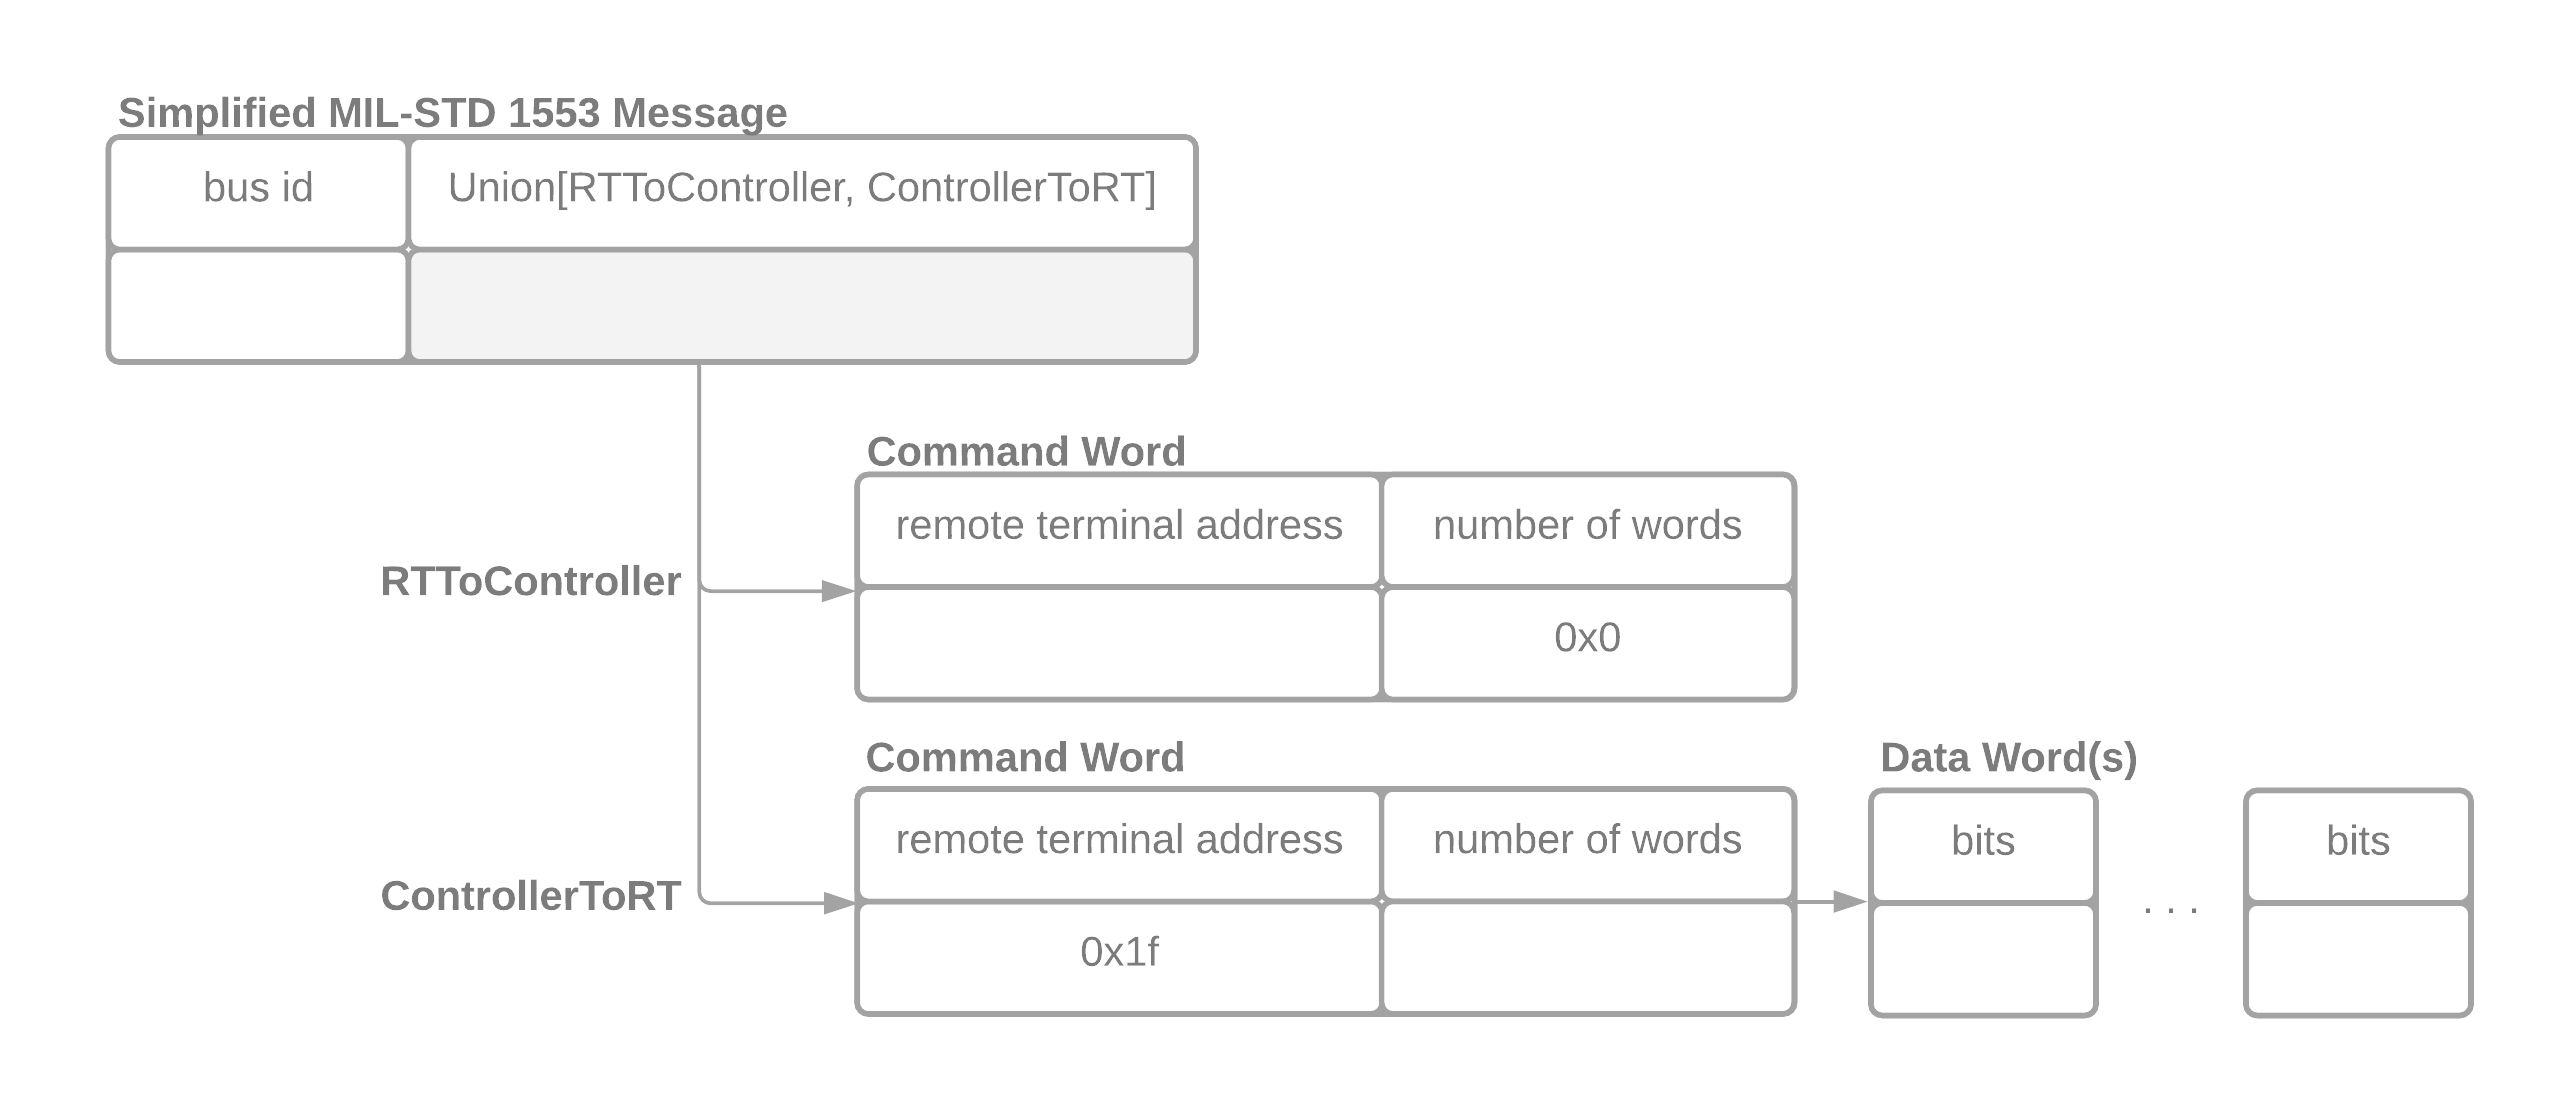 Simplified MIL-STD 1553 Message
bus id
Union[RTToController, ControllerToRT]
Command Word
remote terminal address
number of words
RTToController
0x0
Command Word
Data Word(s)
remote terminal address
number of words
bits
bits
ControllerToRT
. . .
0x1f